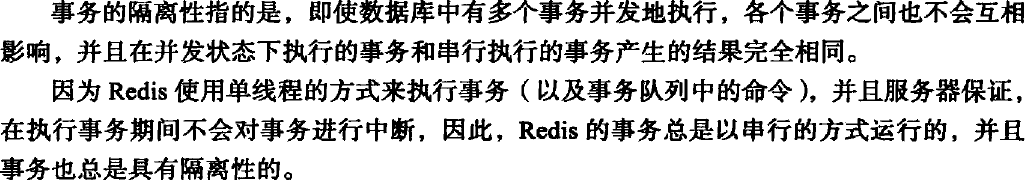 事务的隔离性指的是，即使数据库中有多个事务并发地执行，各个事务之间也不会互相
影响，并且在并发状态下执行的事务和串行执行的事务产生的结果完全相同。
因为 Redis 使用单线程的方式来执行事务（以及事务队列中的命令），并且服务器保证，
在执行事务期间不会对事务进行中断，因此，Redis 的事务总是以串行的方式运行的，并且
事务也总是具有隔离性的。